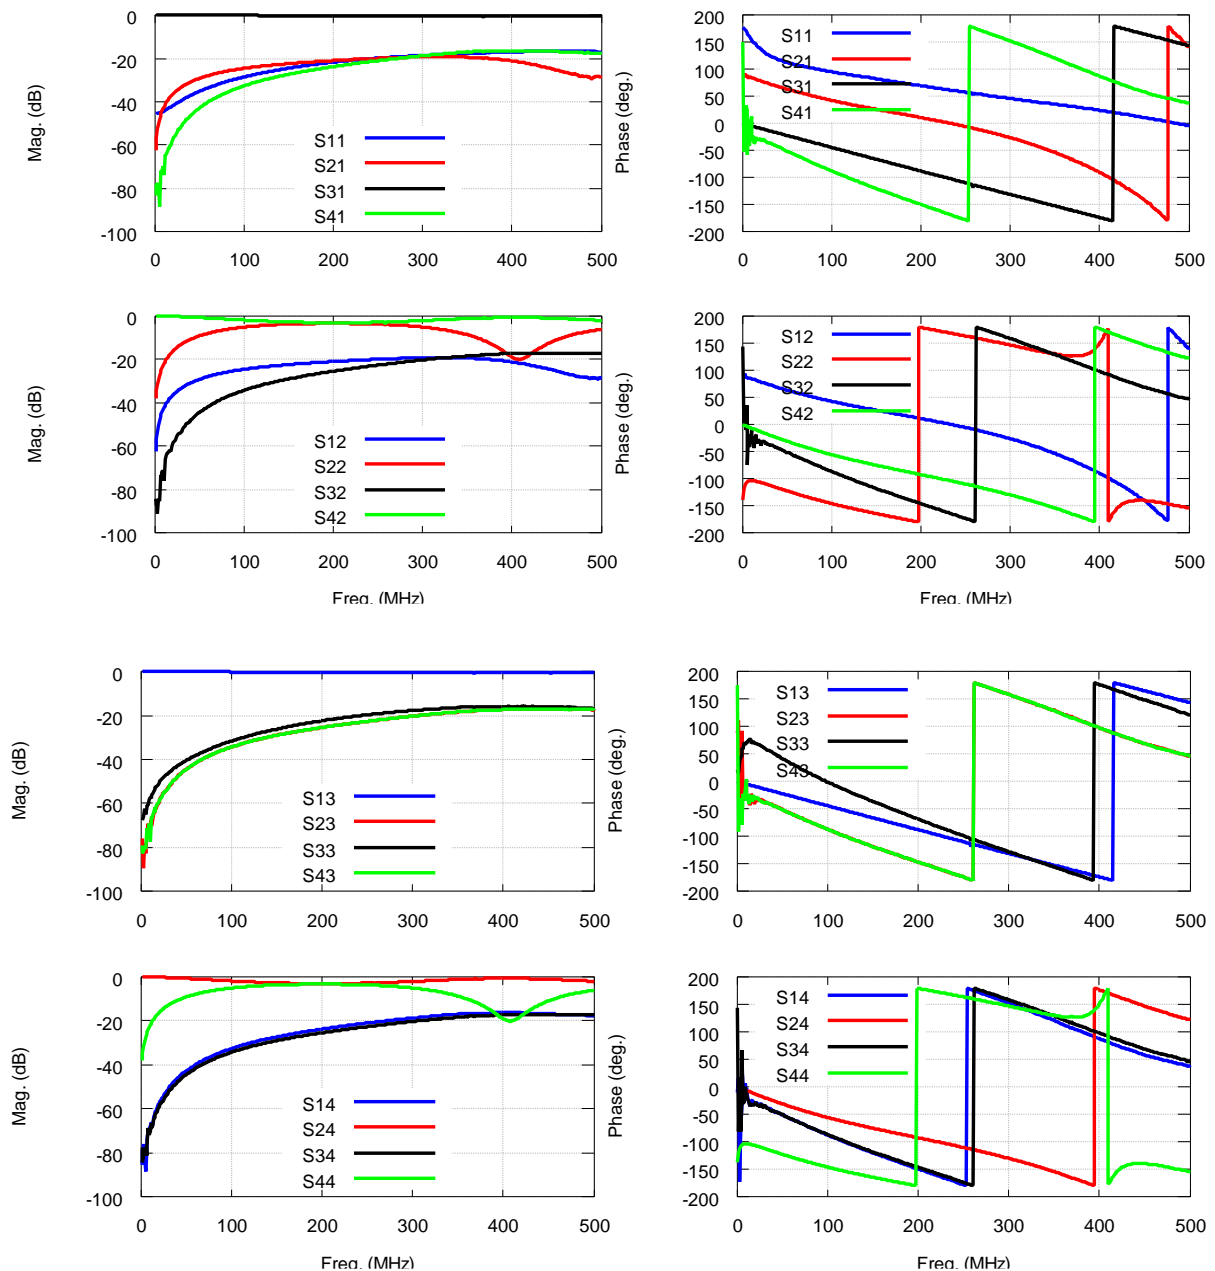 0
-20
-40
-60
-80
-100
Mag. (dB)
S11
S21
S31
S41
0 100 200 300 400 500
200
150
100
50
0
-50
-100
-150
-200
Phase (deg.)
S11
S21
S31
S41
0 100 200 300 400 500
0
-20
-40
-60
-80
-100
Mag. (dB)
S12
S22
S32
S42
0 100 200 300 400 500
Freq. (MHz)
200
150
100
50
0
-50
-100
-150
-200
Phase (deg.)
S12
S22
S32
S42
0 100 200 300 400 500
Freq. (MHz)
0
-20
-40
-60
-80
-100
Mag. (dB)
S13
S23
S33
S43
0 100 200 300 400 500
200
150
100
50
0
-50
-100
-150
-200
Phase (deg.)
S13
S23
S33
S43
0 100 200 300 400 500
0
-20
-40
-60
-80
-100
Mag. (dB)
S14
S24
S34
S44
0 100 200 300 400 500
Freq. (MHz)
200
150
100
50
0
-50
-100
-150
-200
Phase (deg.)
S14
S24
S34
S44
0 100 200 300 400 500
Freq. (MHz)